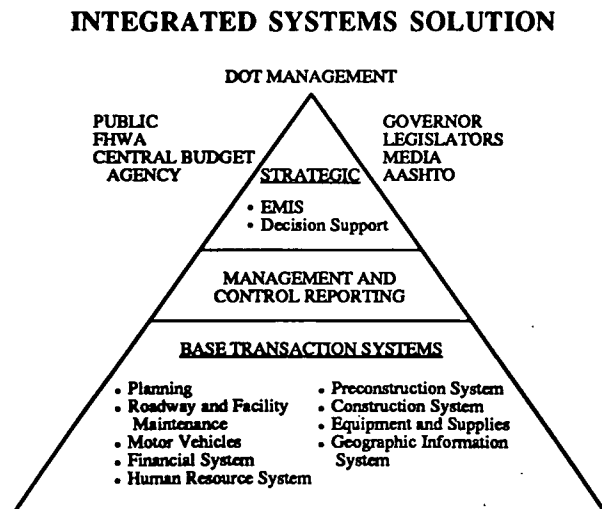 INTEGRATED SYSTEMS SOLUTION
DOT MANAGEMENT
PUBLIC
FHWA
CENTRAL BUDGET
AGENCY
GOVERNOR
LEGISLATORS
MEDIA
AASHTO
STRATEGIC
• EMIS
• Decision Support
MANAGEMENT AND
CONTROL REPORTING
BASE TRANSACTION SYSTEMS
• Planning
• Roadway and Facility
Maintenance
• Motor Vehicles
• Financial System
• Human Resource System
• Preconstruction System
• Construction System
• Equipment and Supplies
• Geographic Information
System